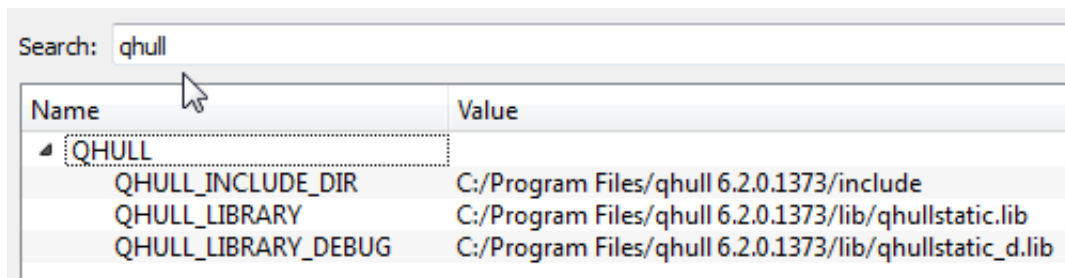 Search: qhull
Name Value
QHULL
QHULL_INCLUDE_DIR C:/Program Files/qhull 6.2.0.1373/include
QHULL_LIBRARY C:/Program Files/qhull 6.2.0.1373/lib/qhullstatic.lib
QHULL_LIBRARY_DEBUG C:/Program Files/qhull 6.2.0.1373/lib/qhullstatic_d.lib